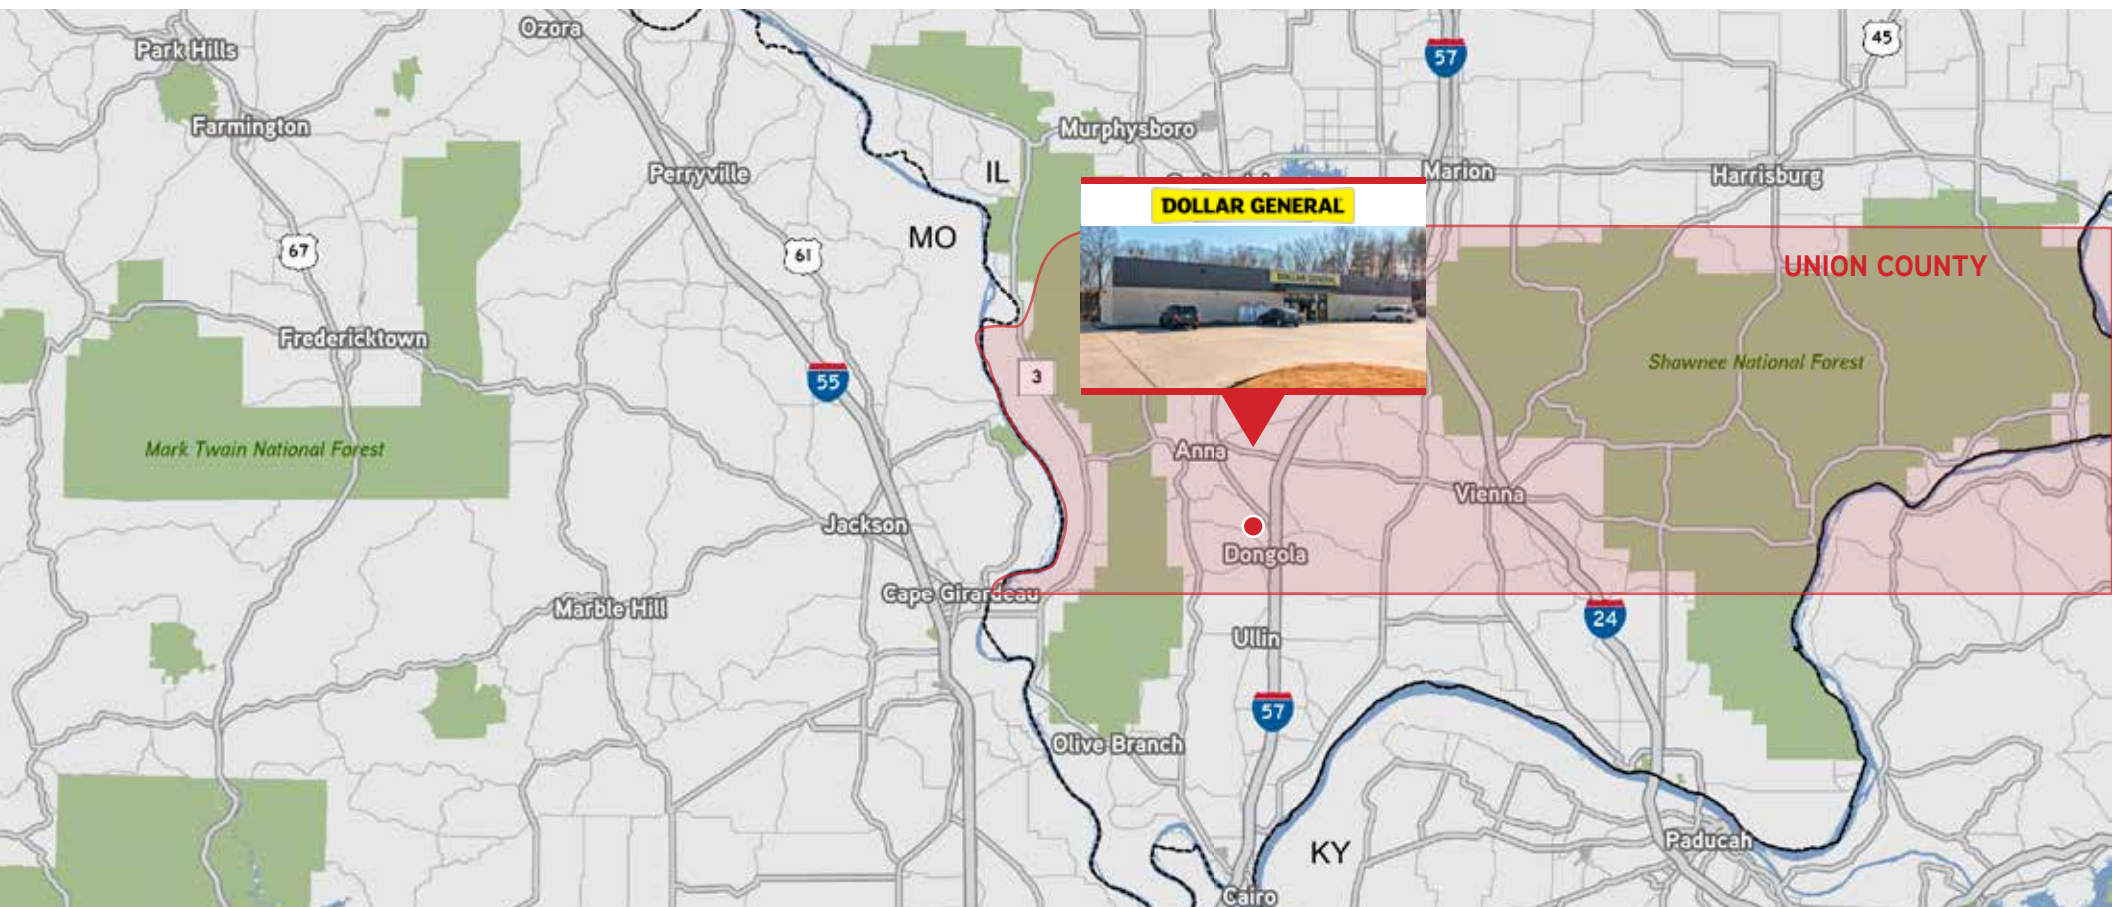 Ozora
Park Hills
57
45
Farmington
Murphysboro
IL
Perryville
Marion
Harrisburg
DOLLAR GENERAL
67
MO
61
UNION COUNTY
DOLLAR GENERAL
Fredericktown
Shawnee National Forest
55
3
Mark Twain National Forest
Anna
Vienna
Jackson
Dongola
Cape Girardeau
Marble Hill
24
Ullin
57
Olive Branch
Paducah
KY
Cairo